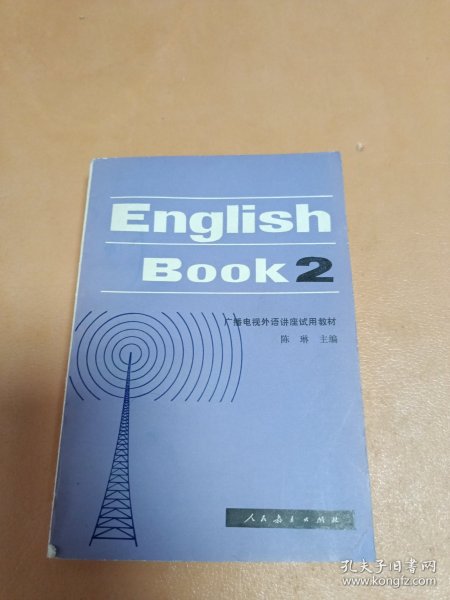 English
Book 2
广播电视外语讲座试用教材
陈 琳 主编
人民教育出版社
孔夫子旧书网
www.kongfz.com